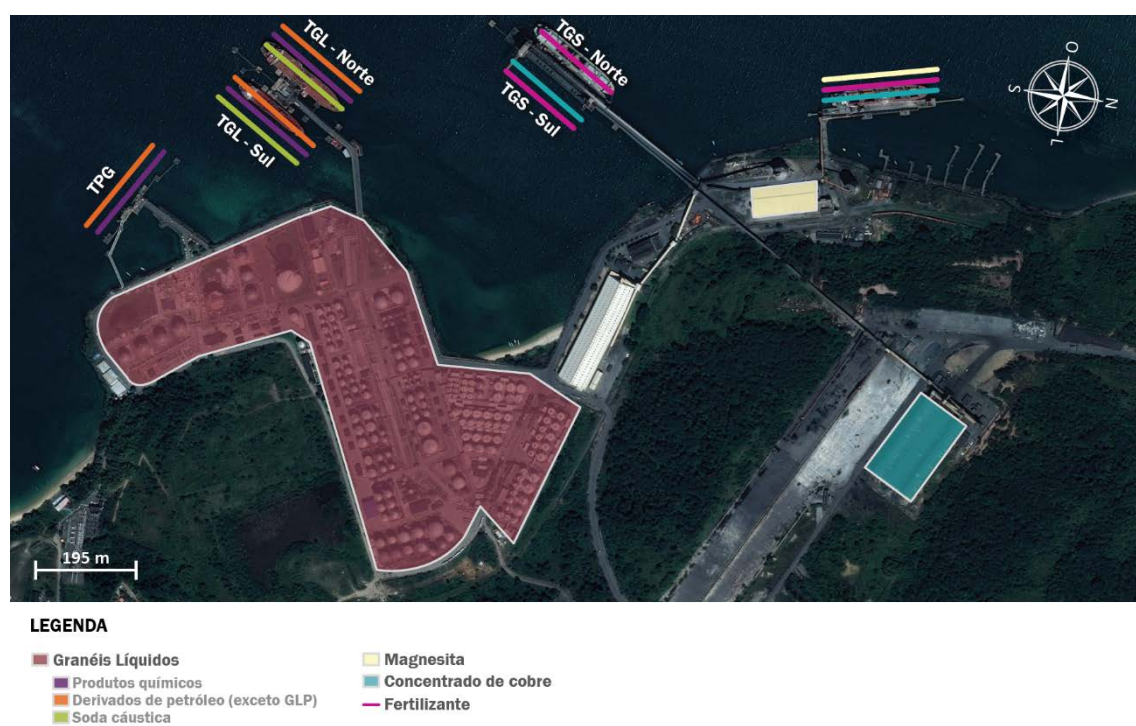 TGL - Norte
TGS - Norte
TPG
TGL - Sul
TGS - Sul
O
S
N
L
195 m
LEGENDA
Granéis Líquidos
Produtos químicos
Derivados de petróleo (exceto GLP)
Soda cáustica
Magnesita
Concentrado de cobre
Fertilizante